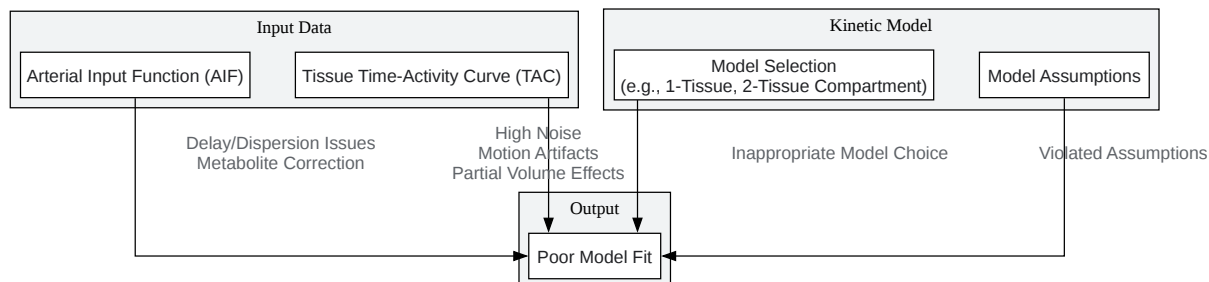 Input Data
Kinetic Model
Arterial Input Function (AIF)
Tissue Time-Activity Curve (TAC)
Model Selection
(e.g., 1-Tissue, 2-Tissue Compartment)
Model Assumptions
Delay/Dispersion Issues
Metabolite Correction
High Noise
Motion Artifacts
Partial Volume Effects
Inappropriate Model Choice
Violated Assumptions
Output
Poor Model Fit